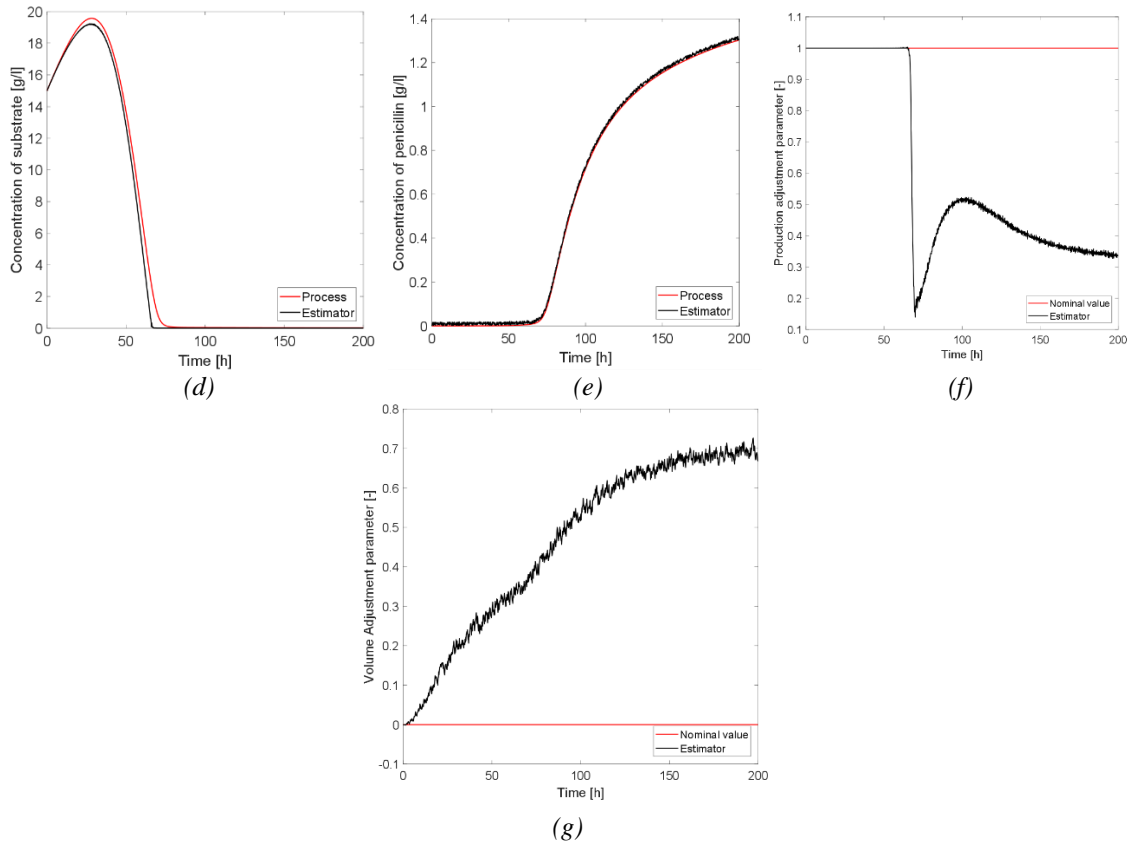 Concentration of substrate [g/l]
20
18
16
14
12
10
8
6
4
2
0
0 50 100 150 200
Time [h]
Process
Estimator
(d)
Concentration of penicillin [g/l]
1.4
1.2
1
0.8
0.6
0.4
0.2
0
0 50 100 150 200
Time [h]
Process
Estimator
(e)
Production adjustment parameter [-]
1.1
1
0.9
0.8
0.7
0.6
0.5
0.4
0.3
0.2
0.1
0 50 100 150 200
Time [h]
Nominal value
Estimator
(f)
Volume Adjustment parameter [-]
0.8
0.7
0.6
0.5
0.4
0.3
0.2
0.1
0
-0.1
0 50 100 150 200
Time [h]
Nominal value
Estimator
(g)